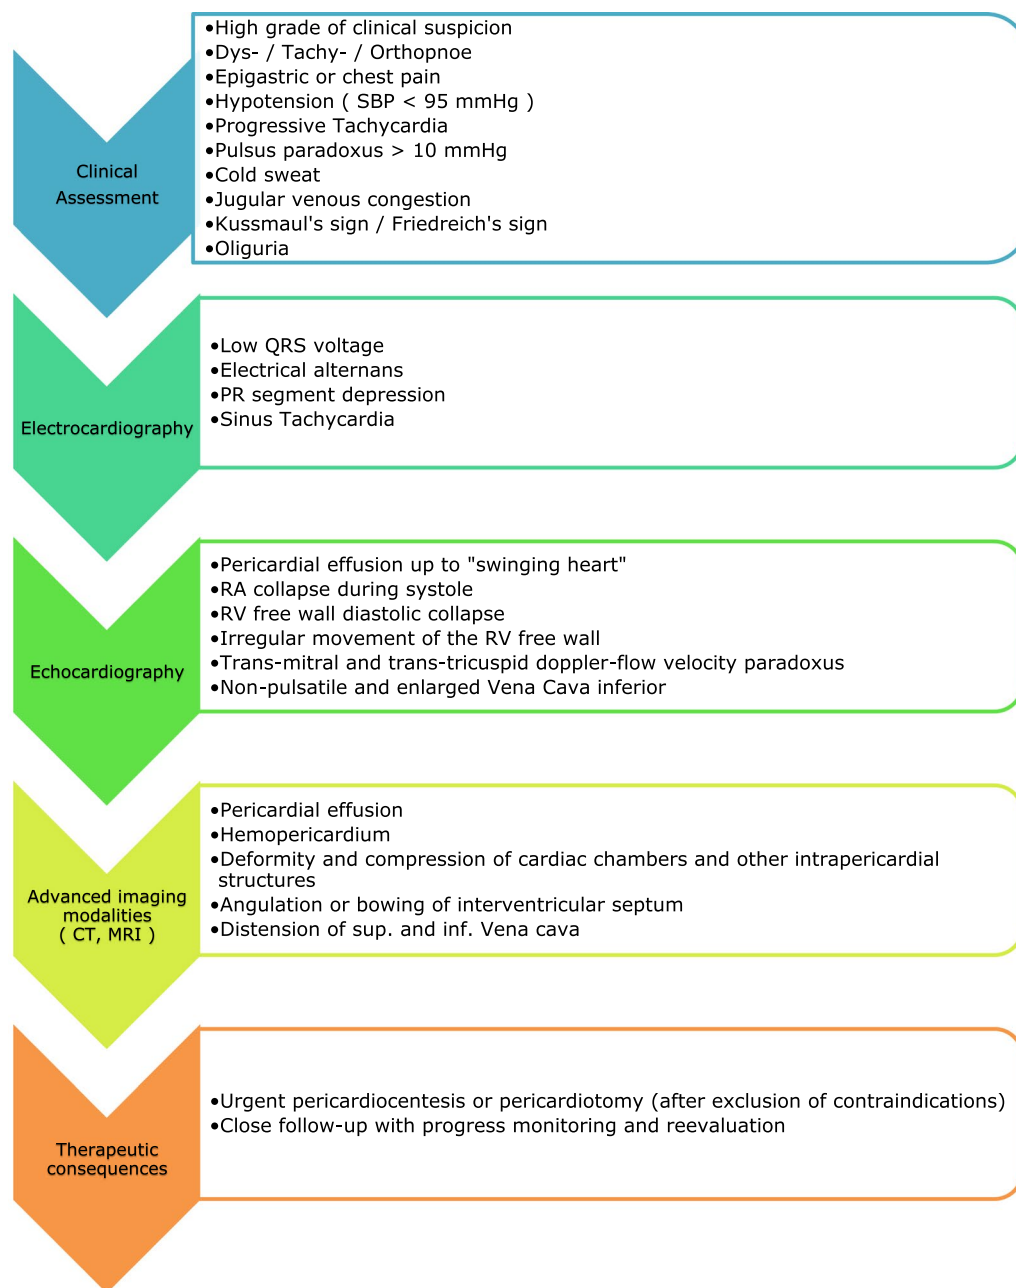 •High grade of clinical suspicion
•Dys- / Tachy- / Orthopnoe
•Epigastric or chest pain
•Hypotension ( SBP < 95 mmHg )
•Progressive Tachycardia
•Pulsus paradoxus > 10 mmHg
•Cold sweat
•Jugular venous congestion
•Kussmaul's sign / Friedreich's sign
•Oliguria
Clinical
Assessment
•Low QRS voltage
•Electrical alternans
•PR segment depression
•Sinus Tachycardia
Electrocardiography
•Pericardial effusion up to "swinging heart"
•RA collapse during systole
•RV free wall diastolic collapse
•Irregular movement of the RV free wall
•Trans-mitral and trans-tricuspid doppler-flow velocity paradoxus
•Non-pulsatile and enlarged Vena Cava inferior
Echocardiography
•Pericardial effusion
•Hemopericardium
•Deformity and compression of cardiac chambers and other intrapericardial
structures
•Angulation or bowing of interventricular septum
•Distension of sup. and inf. Vena cava
Advanced imaging
modalities
( CT, MRI )
•Urgent pericardiocentesis or pericardiotomy (after exclusion of contraindications)
•Close follow-up with progress monitoring and reevaluation
Therapeutic
consequences